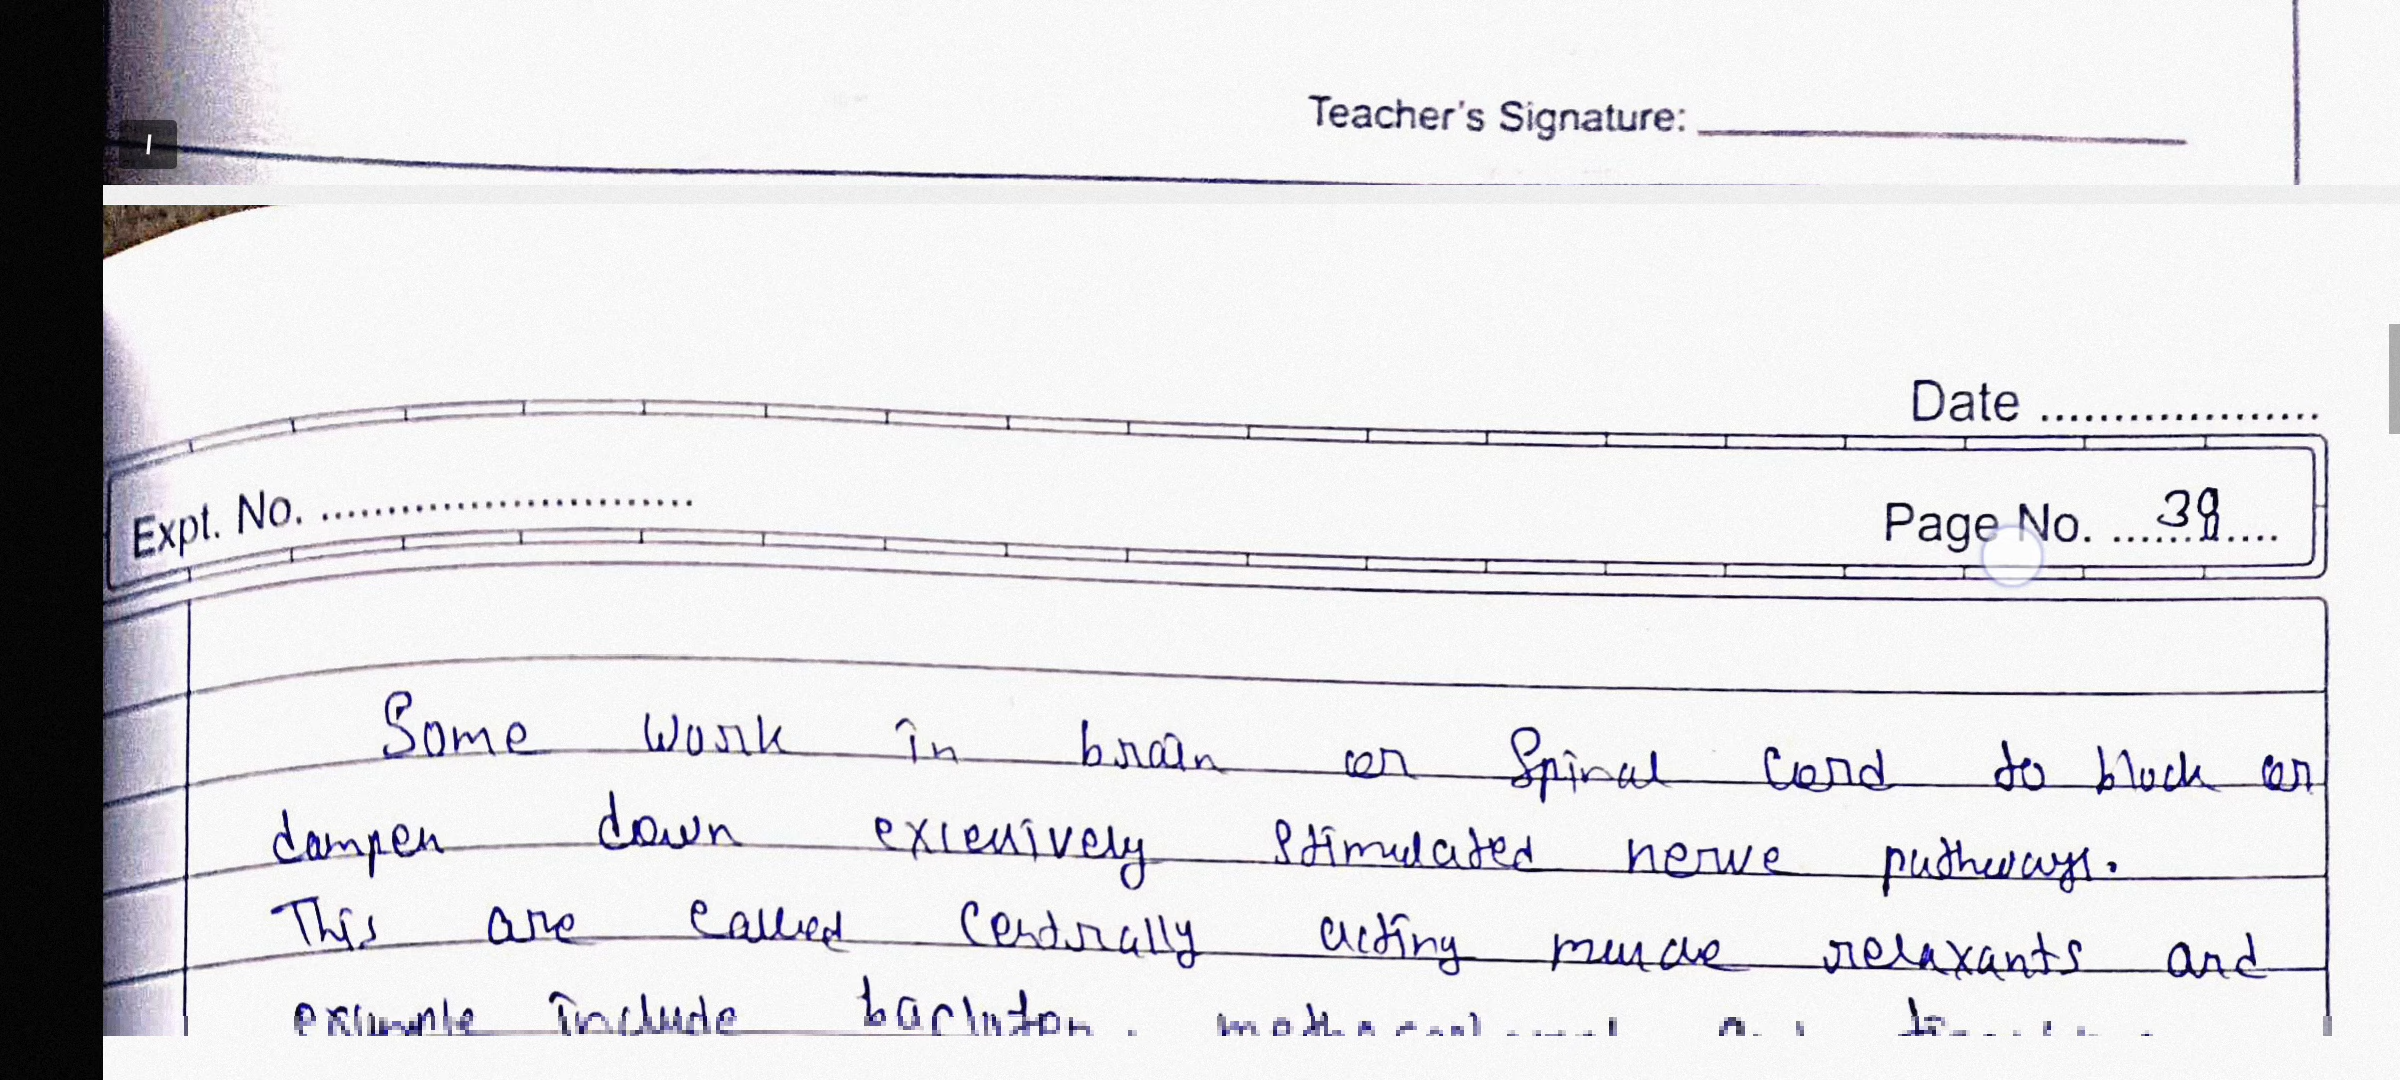 Teacher's Signature:
Date
Expt. No.
Page No. 39
Some work in brain or Spinal Cord to block or
dampen down excessively stimulated nerve pathways.
This are called Centrally acting muscle relaxants and
example include